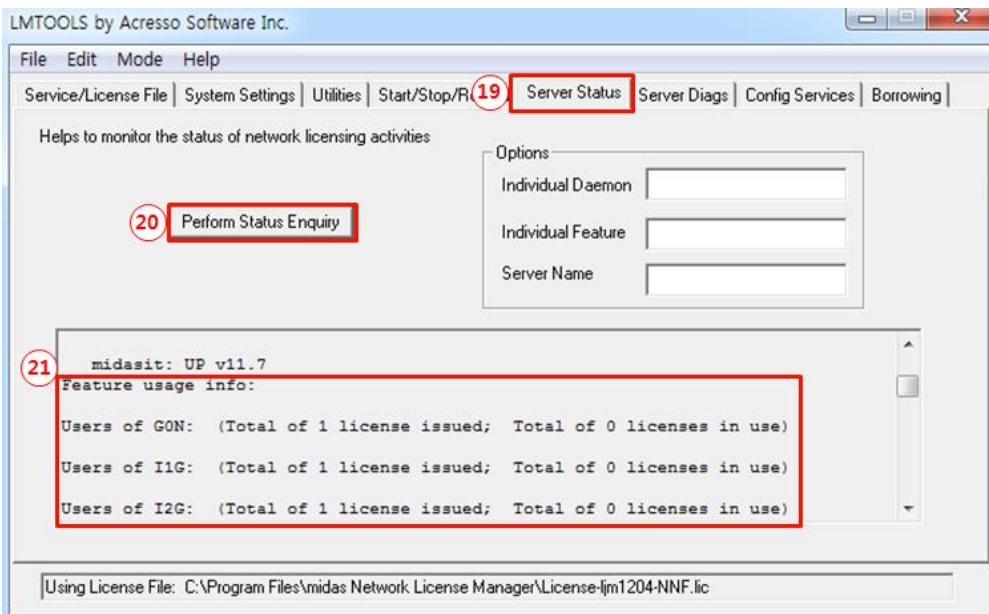 LMTOOLS by Acresso Software Inc.
File Edit Mode Help
Service/License File System Settings Utilities Start/Stop/R 19 Server Status Server Diags Config Services Borrowing
Helps to monitor the status of network licensing activities
Options
Individual Daemon
20 Perform Status Enquiry
Individual Feature
Server Name
midasit: UP v11.7
21
Feature usage info:
Users of G0N: (Total of 1 license issued; Total of 0 licenses in use)
Users of I1G: (Total of 1 license issued; Total of 0 licenses in use)
Users of I2G: (Total of 1 license issued; Total of 0 licenses in use)
Using License File: C:\Program Files\midas Network License Manager\License-ljm1204-NNF.lic